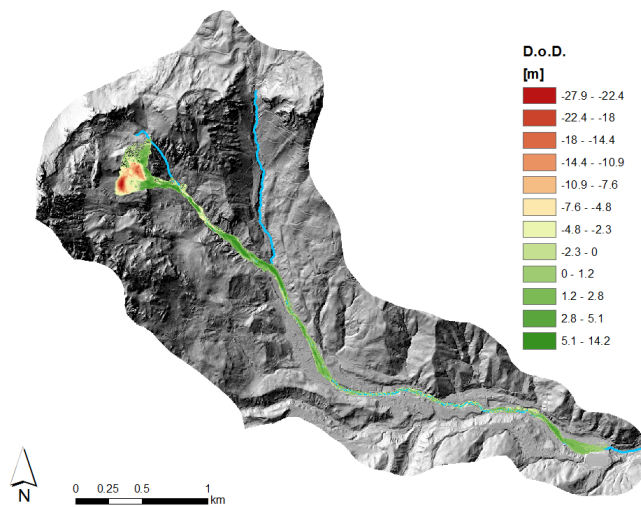 D.o.D.
[m]
-27.9 - -22.4
-22.4 - -18
-18 - -14.4
-14.4 - -10.9
-10.9 - -7.6
-7.6 - -4.8
-4.8 - -2.3
-2.3 - 0
0 - 1.2
1.2 - 2.8
2.8 - 5.1
5.1 - 14.2
N
0 0.25 0.5 1
km